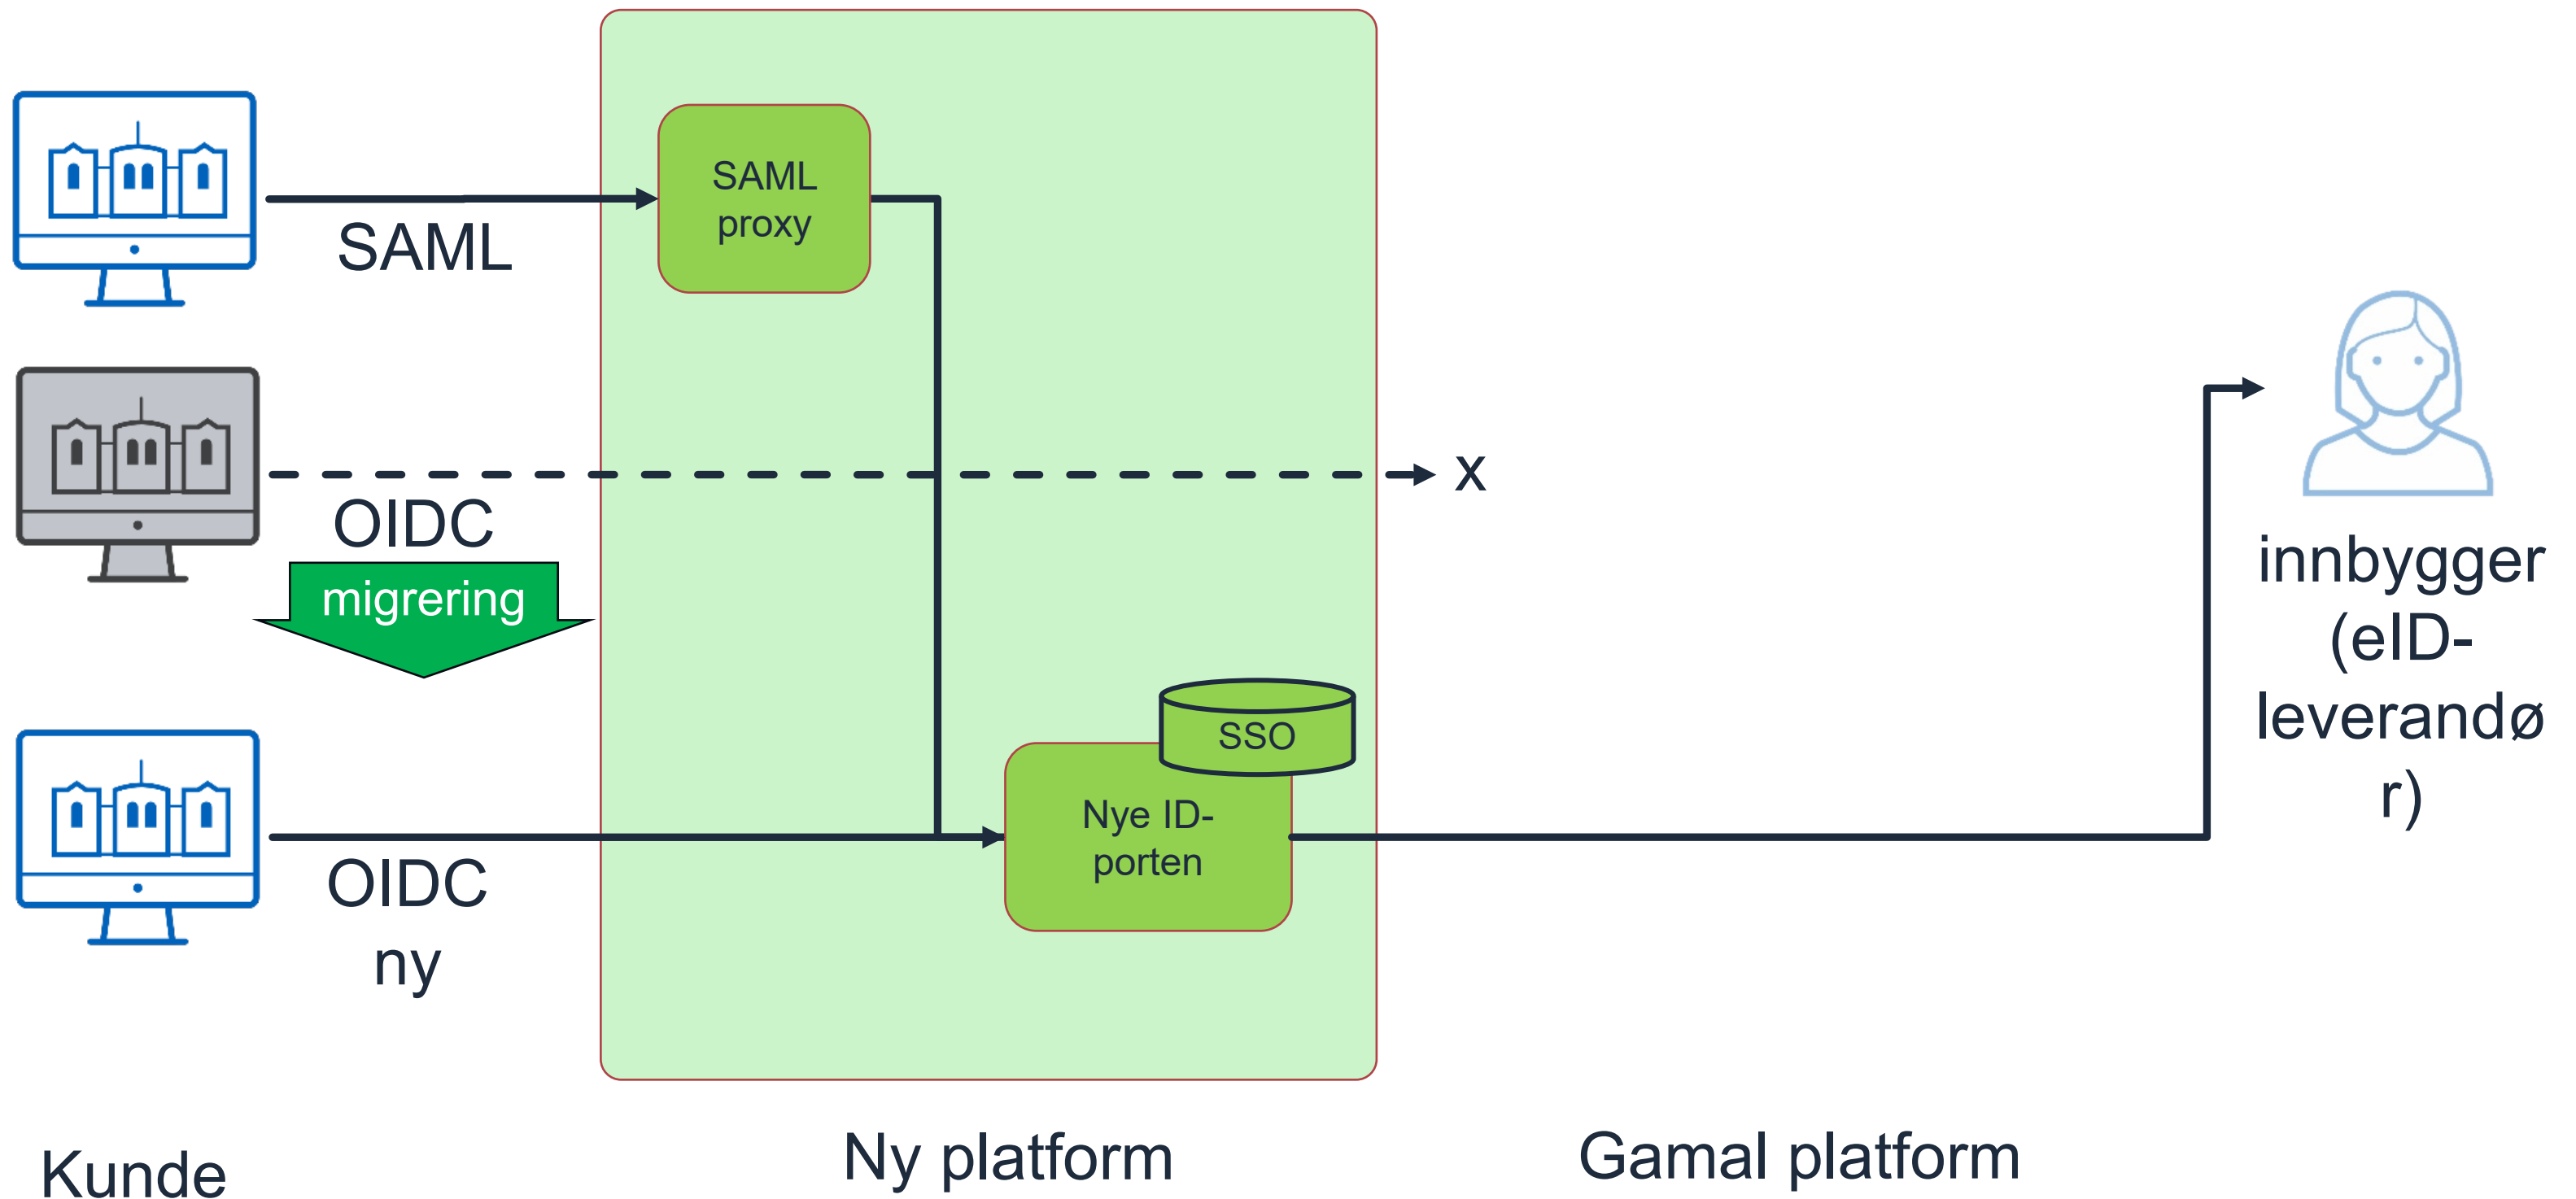 SAML
proxy
SAML
x
OIDC
migrering
innbygger
(eID-
leverandø
r)
SSO
Nye ID-
porten
OIDC
ny
Kunde
Ny platform
Gamal platform